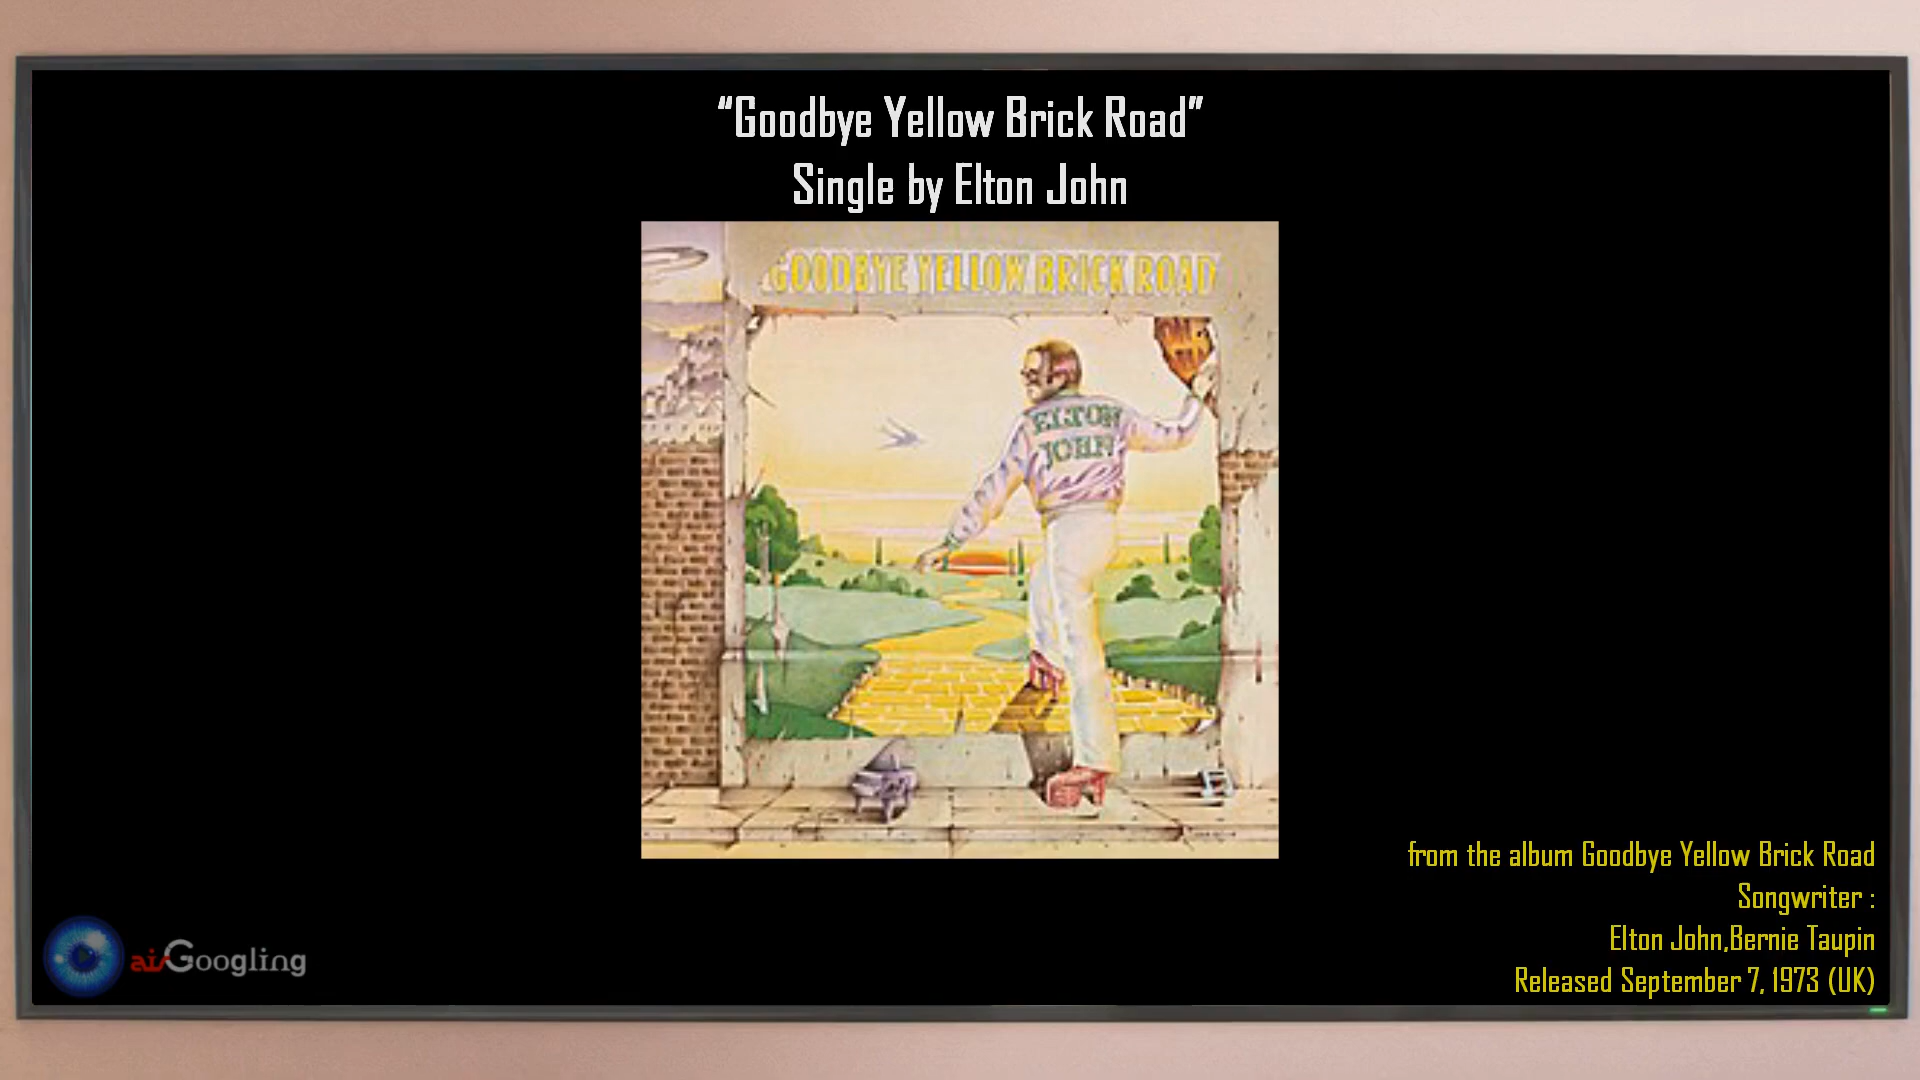 “Goodbye Yellow Brick Road”
Single by Elton John
GOODBYE YELLOW BRICK ROAD
ELTON
JOHN
from the album Goodbye Yellow Brick Road
Songwriter :
Elton John,Bernie Taupin
Released September 7, 1973 (UK)
aisGoogling